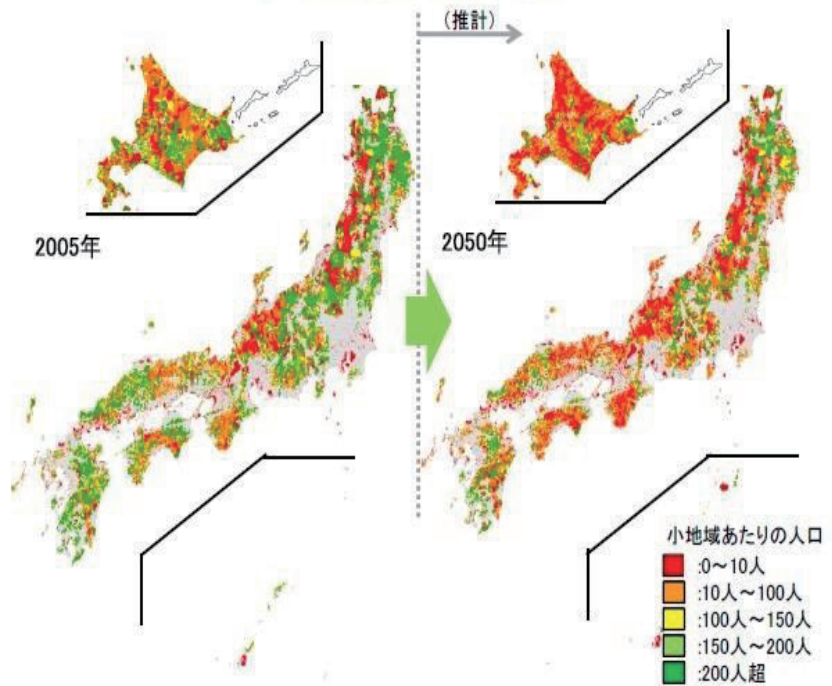 (推計)
2005年
2050年
小地域あたりの人口
:0～10人
:10人～100人
:100人～150人
:150人～200人
:200人超